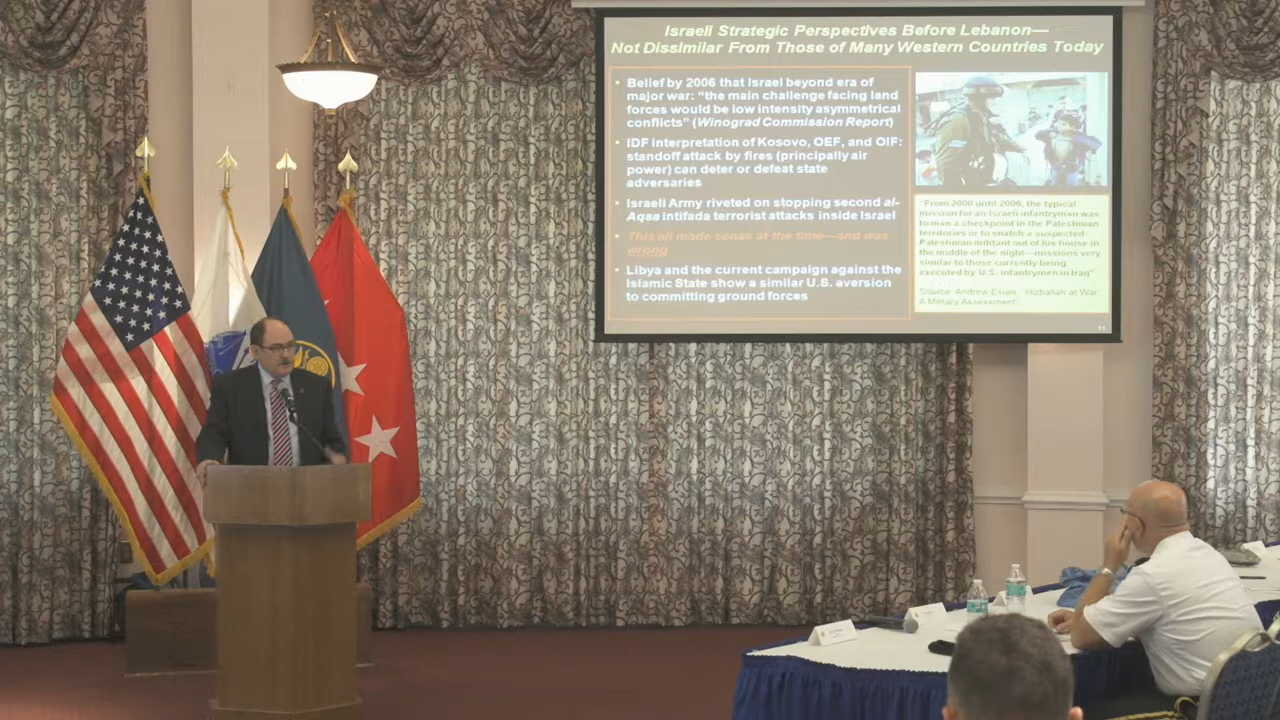 Israeli Strategic Perspectives Before Lebanon—
Not Dissimilar From Those of Many Western Countries Today
• Belief by 2006 that Israel beyond era of
major war: "the main challenge facing land
forces would be low intensity asymmetrical
conflicts" (Winograd Commission Report)
• IDF interpretation of Kosovo, OEF, and OIF:
standoff attack by fires (principally air
power) can deter or defeat state
adversaries
• Israeli Army riveted on stopping second al-
Aqsa intifada terrorist attacks inside Israel
• This all made sense at the time—and was
wrong
• Libya and the current campaign against the
Islamic State show a similar U.S. aversion
to committing ground forces
"From 2000 until 2006, the typical
mission for an Israeli infantryman was
to man a checkpoint in the Palestinian
territories or to snatch a suspected
Palestinian militant out of his house in
the middle of the night—missions very
similar to those currently being
executed by U.S. infantrymen in Iraq"
Source: Andrew Exum, Hizballah at War:
A Military Assessment
11